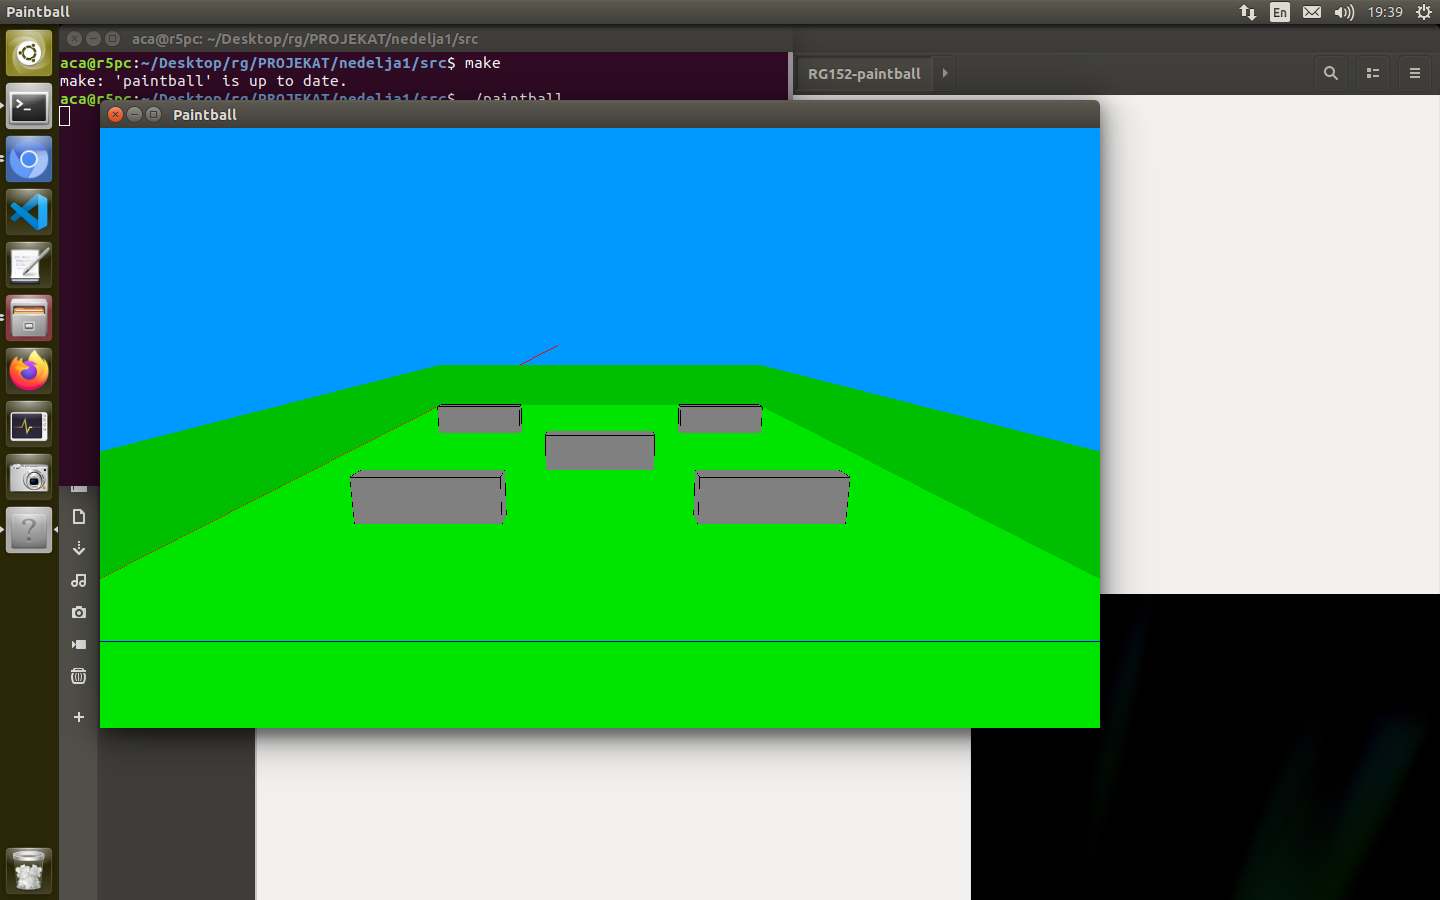 Paintball
En
19:39
aca@r5pc: ~/Desktop/rg/PROJEKAT/nedelja1/src
aca@r5pc:~/Desktop/rg/PROJEKAT/nedelja1/src$ make
make: 'paintball' is up to date.
aca@r5pc:~/Desktop/rg/PROJEKAT/nedelja1/src$ ./paintball
RG152-paintball
Paintball